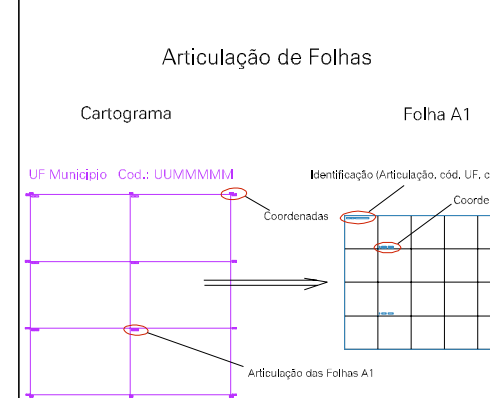 Articulação de Folhas
Cartograma
Folha A1
UF Município Cod.: UUMMMMM
Identificação (Articulação, cód. UF, c
Coordenadas
Coorde
Articulação das Folhas A1